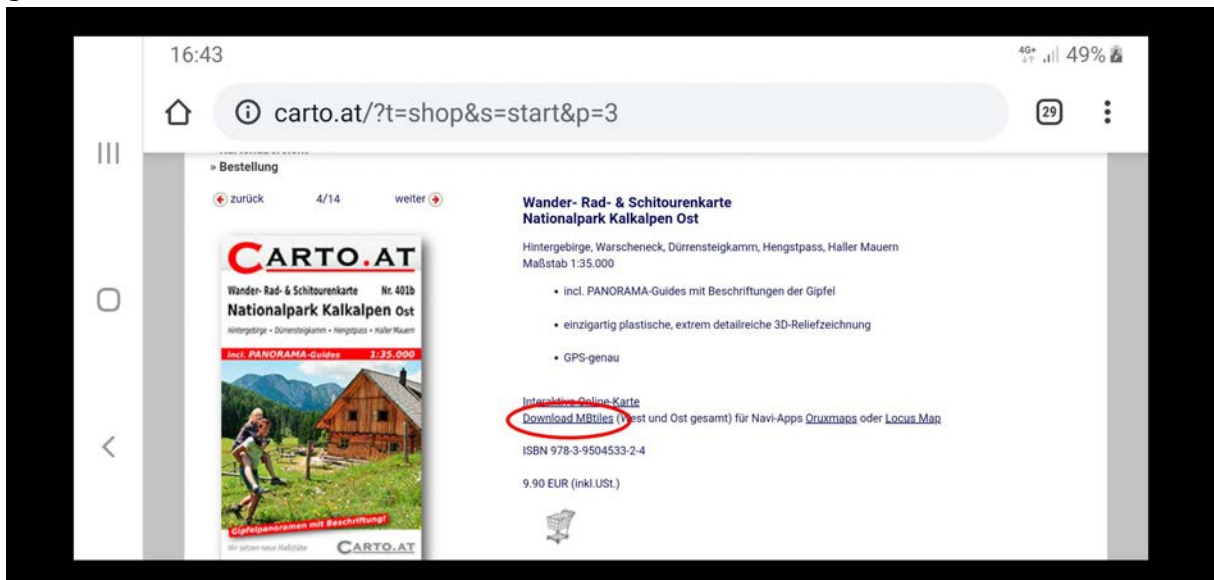 16:43
4G+ 49%
carto.at/?t=shop&s=start&p=3
29
» Bestellung
zurück 4/14 weiter
CARTO.AT
Wander- Rad- & Schitourenkarte Nr. 401b
Nationalpark Kalkalpen Ost
Hintergebirge • Dürrensteigkamm • Hengstpass • Haller Mauern
incl. PANORAMA-Guides 1:35.000
Gipfelpanoramen mit Beschriftung!
Wir setzen neue Maßstäbe CARTO.AT
Wander- Rad- & Schitourenkarte
Nationalpark Kalkalpen Ost
Hintergebirge, Warscheneck, Dürrensteigkamm, Hengstpass, Haller Mauern
Maßstab 1:35.000
• incl. PANORAMA-Guides mit Beschriftungen der Gipfel
• einzigartig plastische, extrem detailreiche 3D-Reliefzeichnung
• GPS-genau
Interaktive Online-Karte
Download MBtiles (West und Ost gesamt) für Navi-Apps Oruxmaps oder Locus Map
ISBN 978-3-9504533-2-4
9.90 EUR (inkl.USt.)